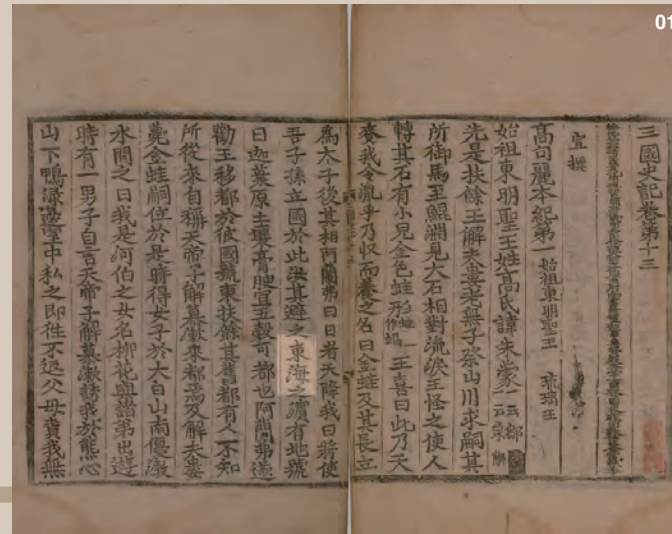 01
三國史記卷第十三
宣撰
高句麗本紀第一 始祖東明聖王 琉璃王
始祖東明聖王姓高氏諱朱蒙 一云鄒 一云衆解
先是扶餘王解夫婁老無子祭山川求嗣其
所御馬至鯤淵見大石相對流淚王怪之使人
轉其石有小兒金色蛙形 蛙一作蝸 王喜曰此乃天
賚我令胤乎乃收而養之名曰金蛙及其長立
為太子後其相阿蘭弗曰日者天降我曰將使
吾子孫立國於此汝其避之東海之濱有地號
曰迦葉原土壤膏腴宜五穀可都也阿蘭弗遂
勸王移都於彼國號東扶餘其舊都有人不知
所從來自稱天帝子解慕漱來都焉及解夫婁
薨金蛙嗣位於是時得女子於大白山南優渤
水問之曰我是河伯之女名柳花與諸弟出遊
時有一男子自言天帝子解慕漱誘我於熊心
山下鴨渌邊室中私之即徃不返父母責我無